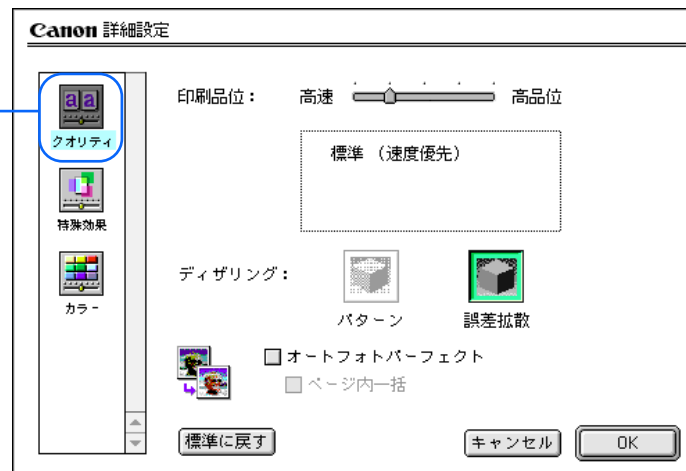 Canon 詳細設定
クオリティ
特殊効果
カラー
印刷品位： 高速 高品位
標準 （速度優先）
ディザリング：
パターン 誤差拡散
オートフォトパーフェクト
ページ内一括
標準に戻す キャンセル OK